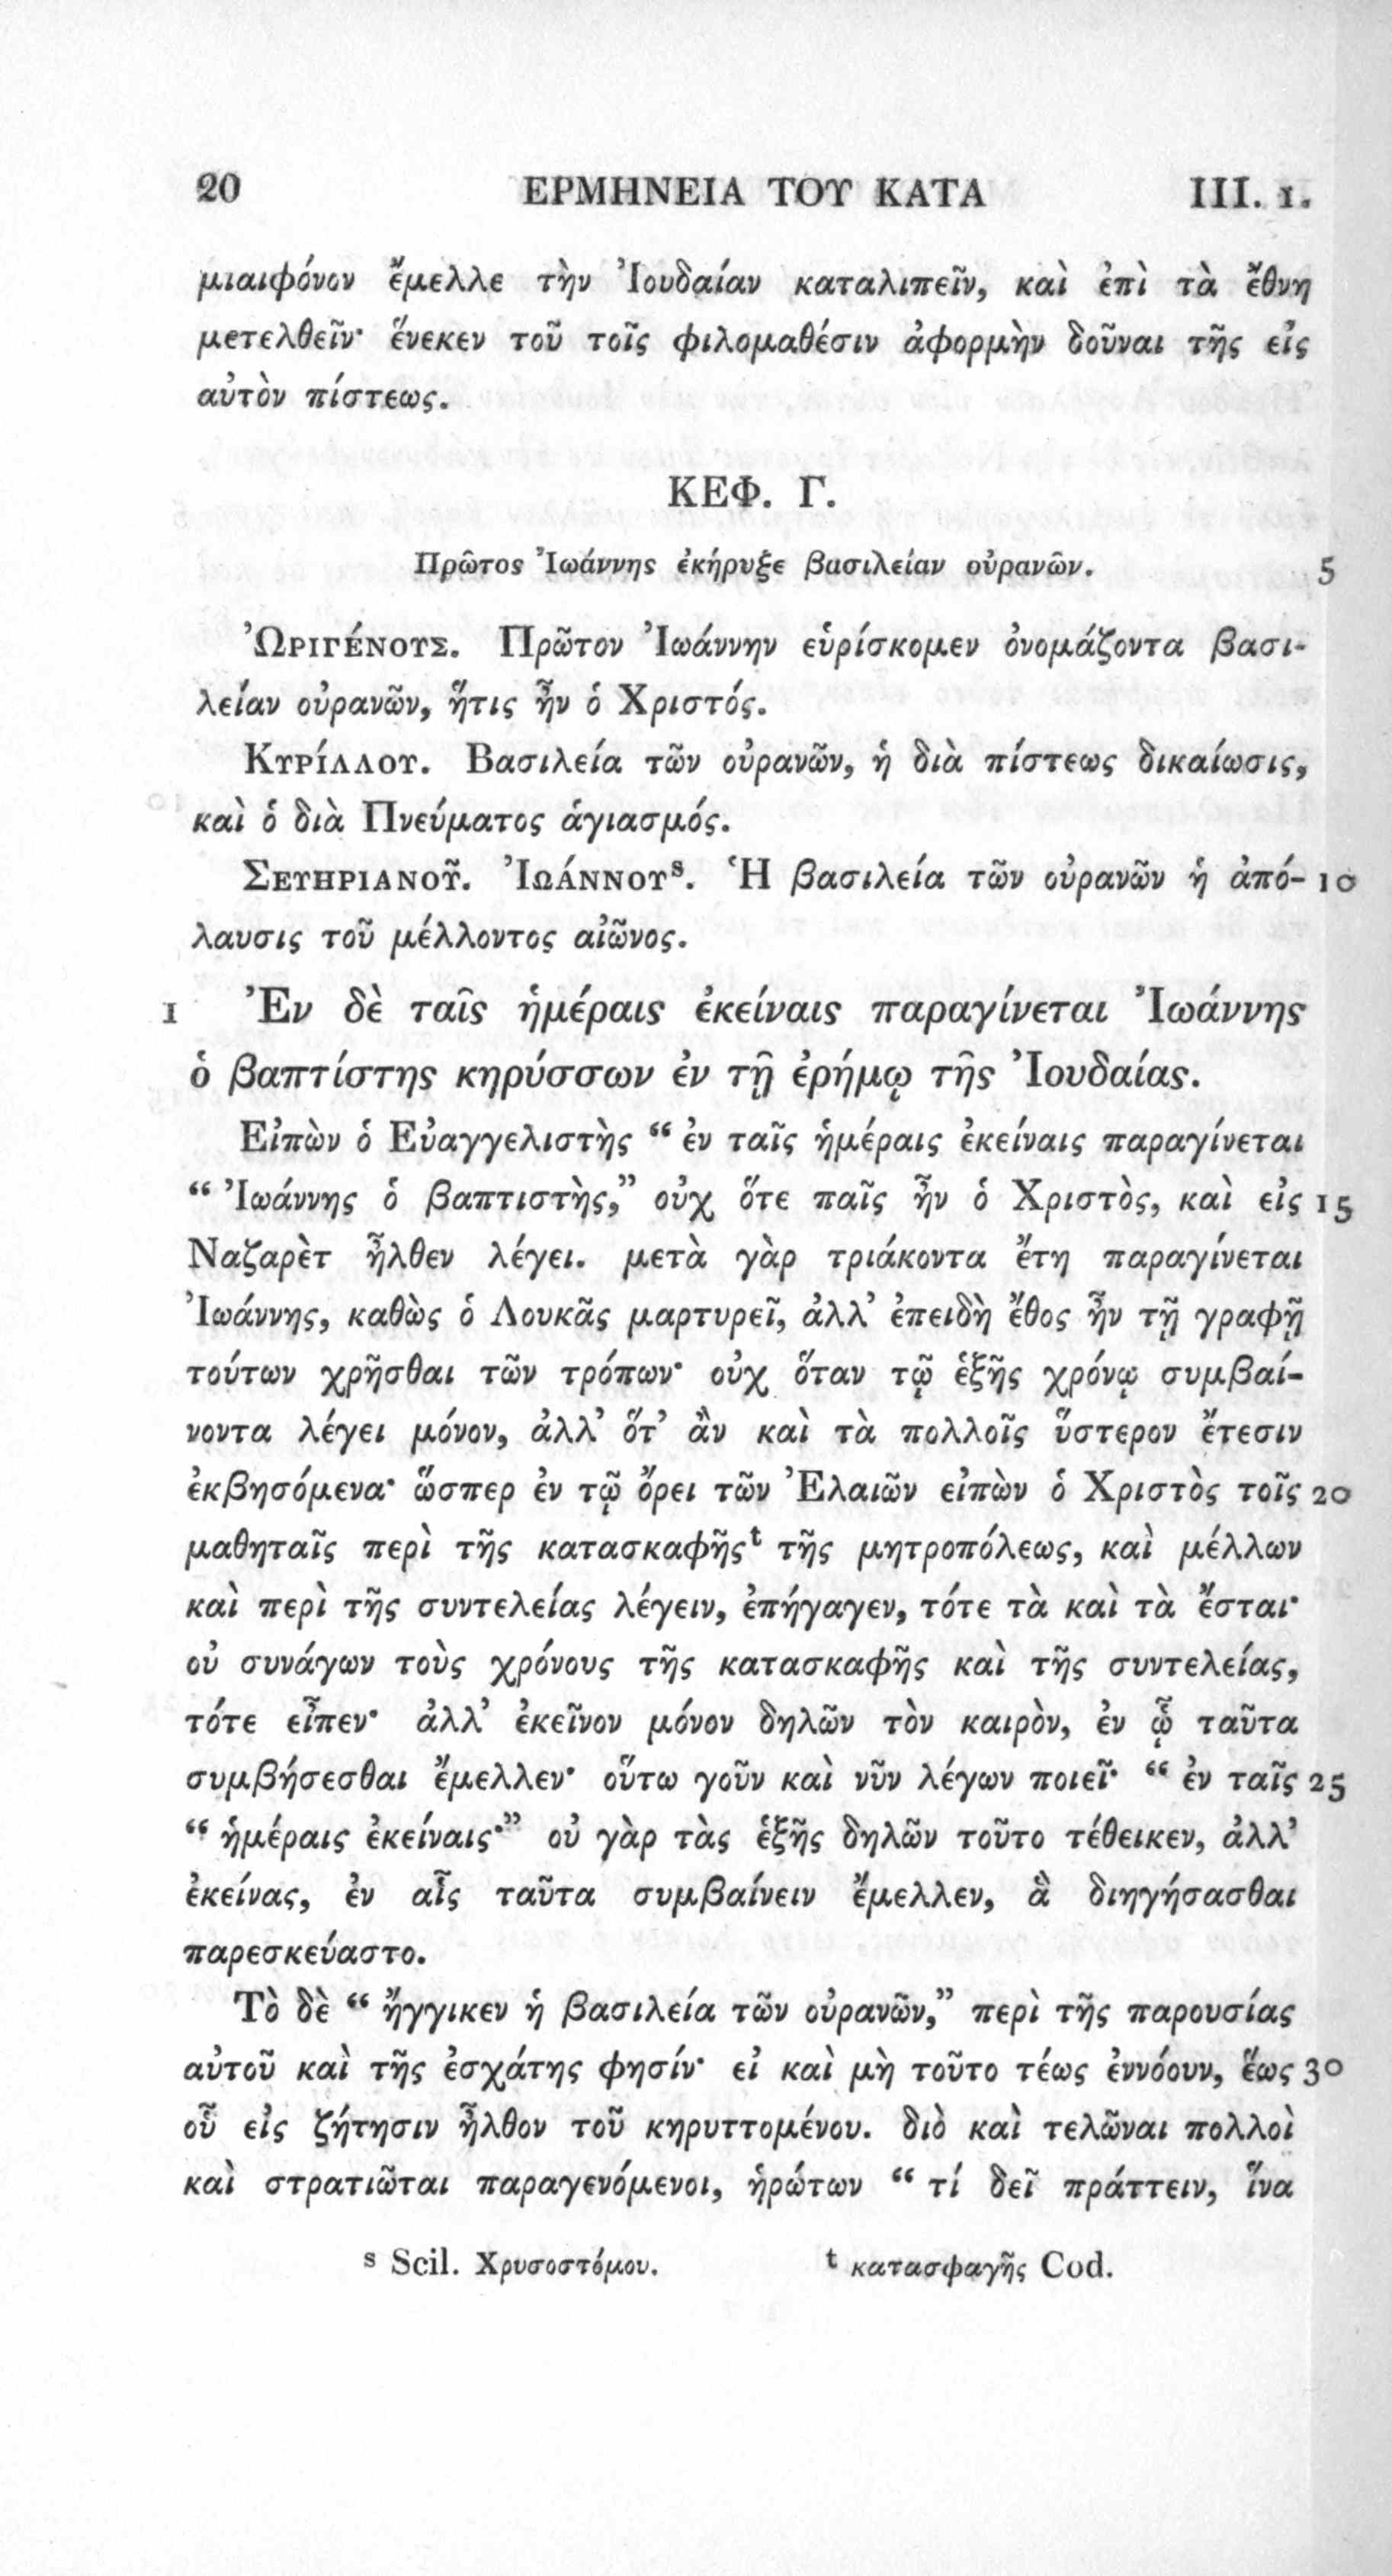 20 ΕΡΜΗΝΕΙΑ ΤΟΥ ΚΑΤΑ III. 1.
μιαιφόνον ἔμελλε τὴν Ἰουδαίαν καταλιπεῖν, καὶ ἐπὶ τὰ ἔθνη
μετελθεῖν· ἕνεκεν τοῦ τοῖς φιλομαθέσιν ἀφορμὴν δοῦναι τῆς εἰς
αὐτὸν πίστεως.
ΚΕΦ. Γ.
Πρῶτος Ἰωάννης ἐκήρυξε βασιλείαν οὐρανῶν. 5
ὨΡΙΓΈΝΟΥΣ. Πρῶτον Ἰωάννην εὑρίσκομεν ὀνομάζοντα βασι-
λείαν οὐρανῶν, ἥτις ἦν ὁ Χριστός.
ΚΥΡΊΛΛΟΥ. Βασιλεία τῶν οὐρανῶν, ἡ διὰ πίστεως δικαίωσις,
καὶ ὁ διὰ Πνεύματος ἁγιασμός.
ΣΕΥΗΡΙΑΝΟΥ͂. ἸΩΆΝΝΟΥ s. Ἡ βασιλεία τῶν οὐρανῶν ἡ ἀπό- 10
λαυσις τοῦ μέλλοντος αἰῶνος.
1 Ἐν δὲ ταῖς ἡμέραις ἐκείναις παραγίνεται Ἰωάννης
ὁ βαπτίστης κηρύσσων ἐν τῇ ἐρήμῳ τῆς Ἰουδαίας.
Εἰπὼν ὁ Εὐαγγελιστὴς “ ἐν ταῖς ἡμέραις ἐκείναις παραγίνεται
“ Ἰωάννης ὁ βαπτιστὴς,” οὐχ ὅτε παῖς ἦν ὁ Χριστὸς, καὶ εἰς 15
Ναζαρὲτ ἦλθεν λέγει. μετὰ γὰρ τριάκοντα ἔτη παραγίνεται
Ἰωάννης, καθὼς ὁ Λουκᾶς μαρτυρεῖ, ἀλλ’ ἐπειδὴ ἔθος ἦν τῇ γραφῇ
τούτων χρῆσθαι τῶν τρόπων· οὐχ ὅταν τῷ ἑξῆς χρόνῳ συμβαί-
νοντα λέγει μόνον, ἀλλ’ ὅτ’ ἂν καὶ τὰ πολλοῖς ὕστερον ἔτεσιν
ἐκβησόμενα· ὥσπερ ἐν τῷ ὄρει τῶν Ἐλαιῶν εἰπὼν ὁ Χριστὸς τοῖς 20
μαθηταῖς περὶ τῆς κατασκαφῆς t τῆς μητροπόλεως, καὶ μέλλων
καὶ περὶ τῆς συντελείας λέγειν, ἐπήγαγεν, τότε τὰ καὶ τὰ ἔσται·
οὐ συνάγων τοὺς χρόνους τῆς κατασκαφῆς καὶ τῆς συντελείας,
τότε εἶπεν· ἀλλ’ ἐκεῖνον μόνον δηλῶν τὸν καιρὸν, ἐν ᾧ ταῦτα
συμβήσεσθαι ἔμελλεν· οὕτω γοῦν καὶ νῦν λέγων ποιεῖ· “ ἐν ταῖς 25
“ ἡμέραις ἐκείναις·” οὐ γὰρ τὰς ἑξῆς δηλῶν τοῦτο τέθεικεν, ἀλλ’
ἐκείνας, ἐν αἷς ταῦτα συμβαίνειν ἔμελλεν, ἃ διηγήσασθαι
παρεσκεύαστο.
Τὸ δὲ “ ἤγγικεν ἡ βασιλεία τῶν οὐρανῶν,” περὶ τῆς παρουσίας
αὐτοῦ καὶ τῆς ἐσχάτης φησίν· εἰ καὶ μὴ τοῦτο τέως ἐννόουν, ἕως 30
οὗ εἰς ζήτησιν ἦλθον τοῦ κηρυττομένου. διὸ καὶ τελῶναι πολλοὶ
καὶ στρατιῶται παραγενόμενοι, ἡρώτων “ τί δεῖ πράττειν, ἵνα
s Scil. Χρυσοστόμου. t κατασφαγῆς Cod.